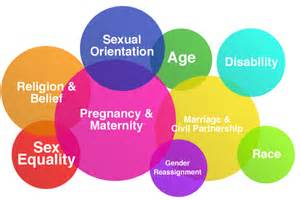 Sexual
Orientation
Age
Disability
Religion &
Belief
Pregnancy &
Maternity
Marriage &
Civil Partnership
Sex
Equality
Gender
Reassignment
Race